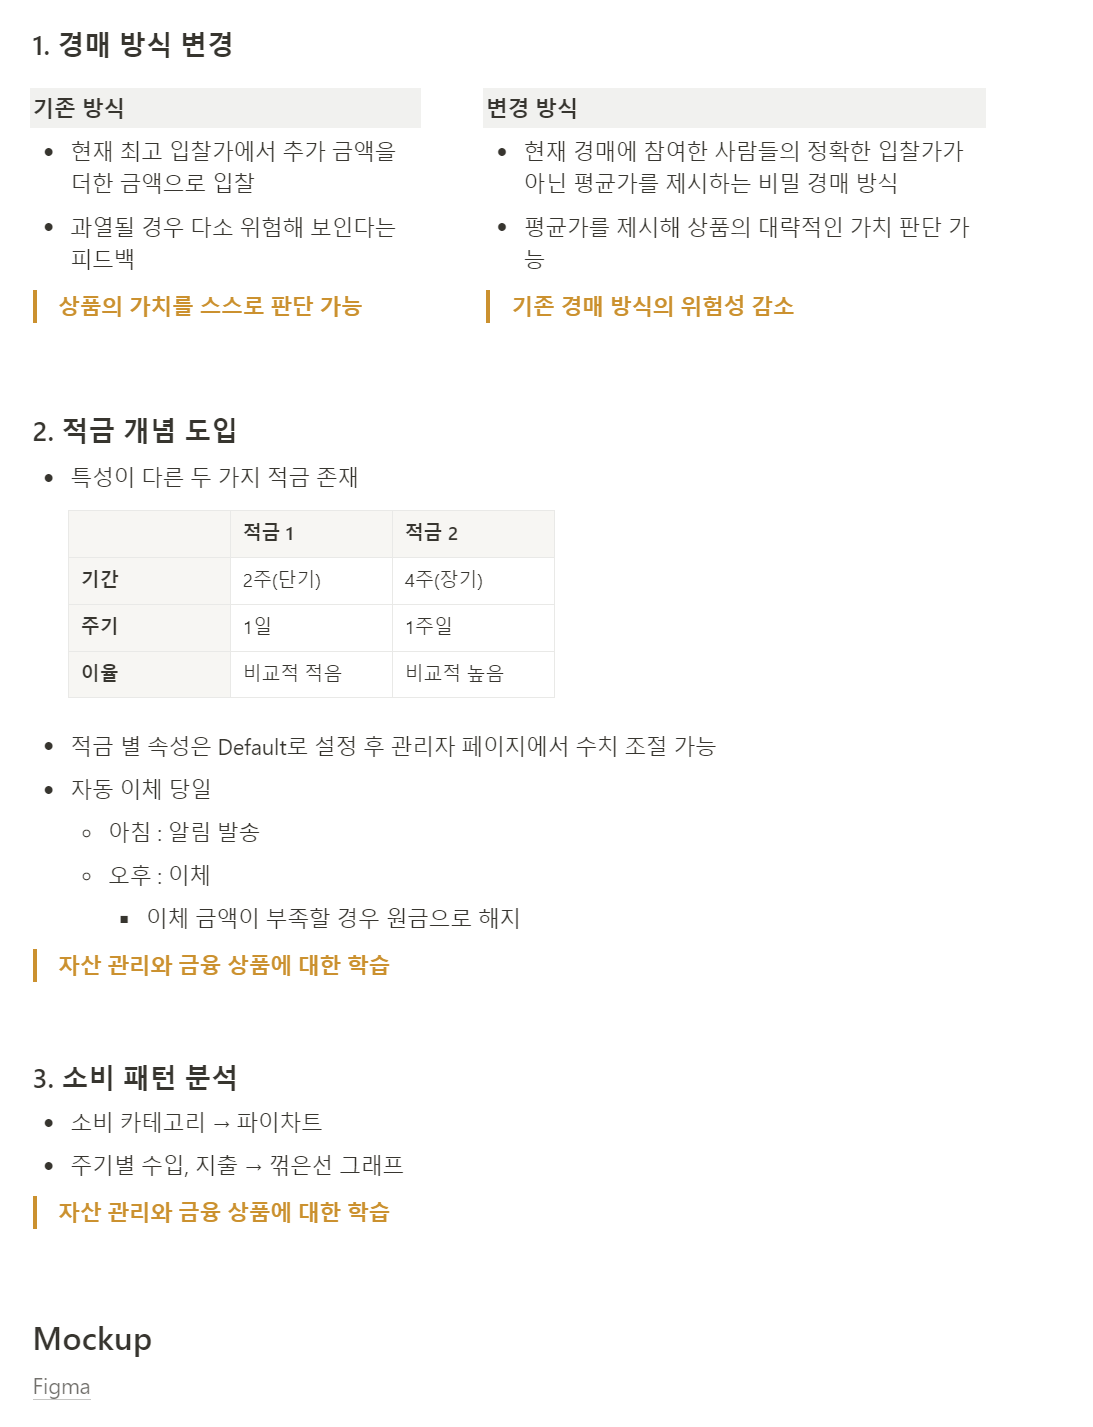 1. 경매 방식 변경
기존 방식
현재 최고 입찰가에서 추가 금액을
더한 금액으로 입찰
과열될 경우 다소 위험해 보인다는
피드백
상품의 가치를 스스로 판단 가능
변경 방식
현재 경매에 참여한 사람들의 정확한 입찰가가
아닌 평균가를 제시하는 비밀 경매 방식
평균가를 제시해 상품의 대략적인 가치 판단 가
능
기존 경매 방식의 위험성 감소
2. 적금 개념 도입
특성이 다른 두 가지 적금 존재
적금 1 적금 2
기간 2주(단기) 4주(장기)
주기 1일 1주일
이율 비교적 적음 비교적 높음
적금 별 속성은 Default로 설정 후 관리자 페이지에서 수치 조절 가능
자동 이체 당일
아침 : 알림 발송
오후 : 이체
이체 금액이 부족할 경우 원금으로 해지
자산 관리와 금융 상품에 대한 학습
3. 소비 패턴 분석
소비 카테고리 → 파이차트
주기별 수입, 지출 → 꺾은선 그래프
자산 관리와 금융 상품에 대한 학습
Mockup
Figma